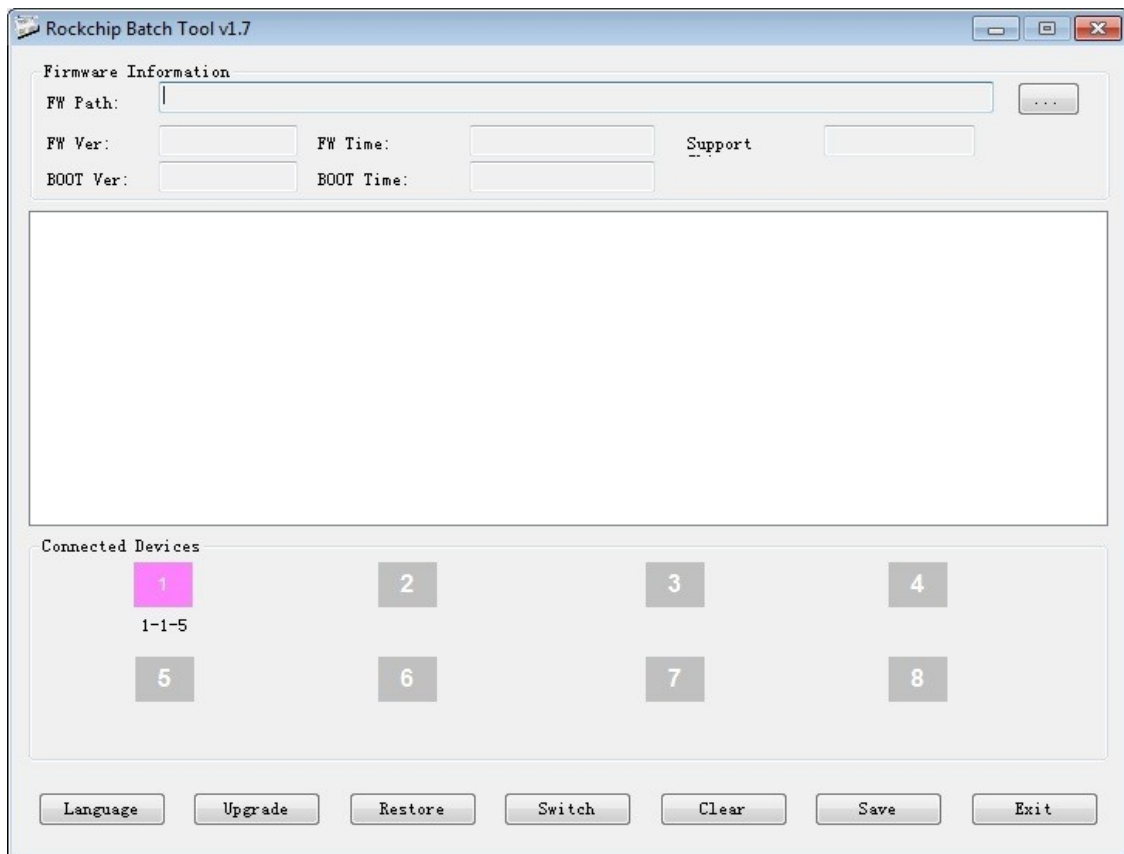 Rockchip Batch Tool v1.7
Firmware Information
FW Path:
...
FW Ver:
FW Time:
Support
BOOT Ver:
BOOT Time:
Connected Devices
1
2
3
4
1-1-5
5
6
7
8
Language
Upgrade
Restore
Switch
Clear
Save
Exit